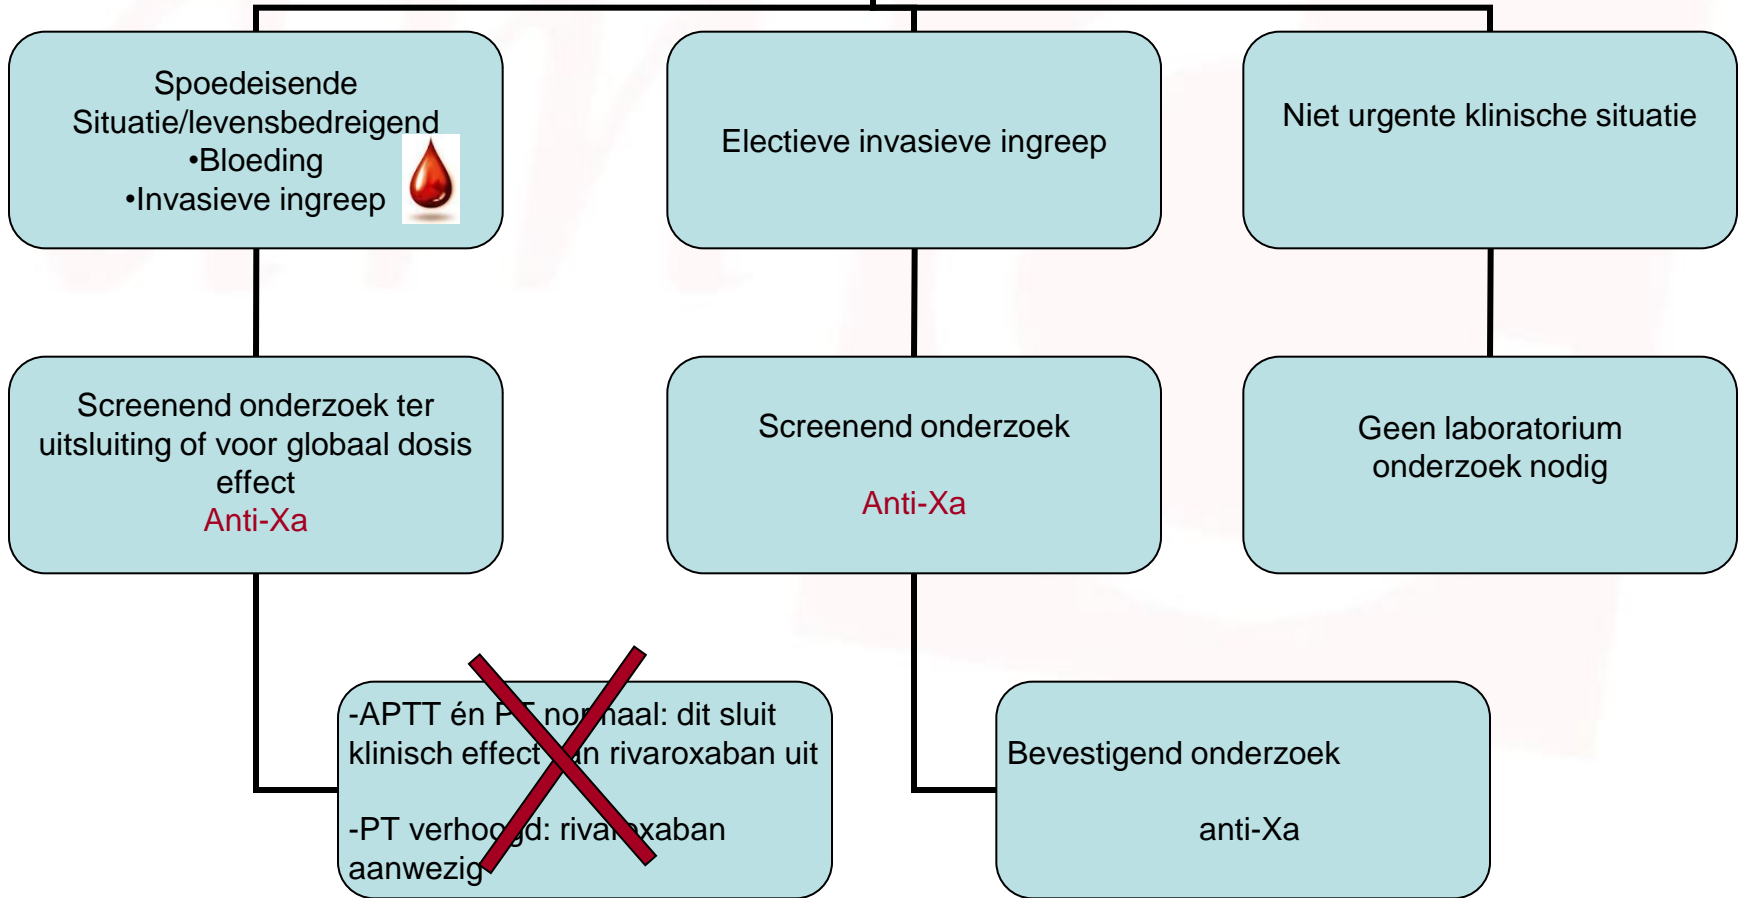 Spoedeisende
Situatie/levensbedreigend
•Bloeding
•Invasieve ingreep
Electieve invasieve ingreep
Niet urgente klinische situatie
Screenend onderzoek ter
uitsluiting of voor globaal dosis
effect
Anti-Xa
Screenend onderzoek
Anti-Xa
Geen laboratorium
onderzoek nodig
-APTT én PT normaal: dit sluit
klinisch effect van rivaroxaban uit
-PT verhoogd: rivaroxaban
aanwezig
Bevestigend onderzoek
anti-Xa